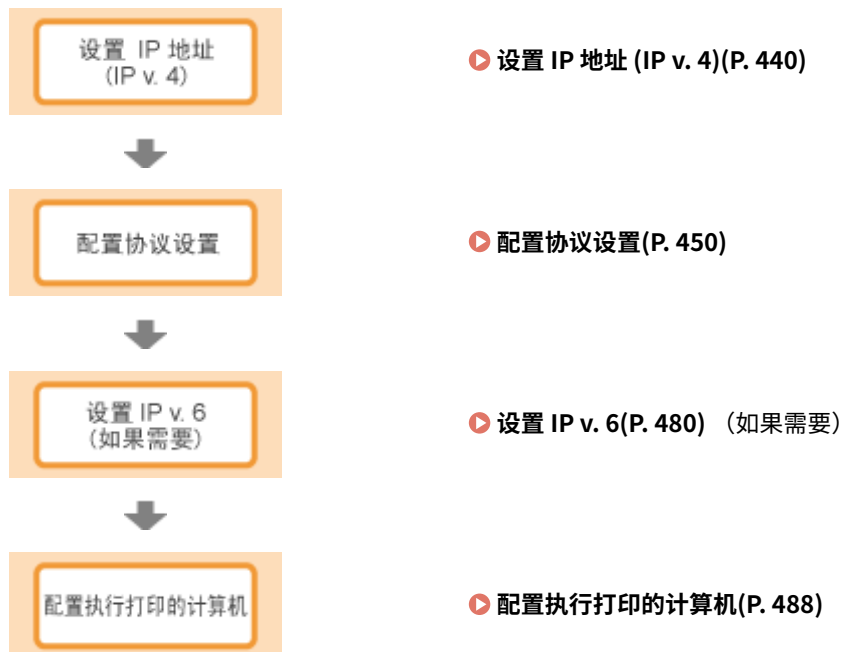 设置 IP 地址
(IP v. 4)
设置 IP 地址 (IP v. 4)(P. 440)
配置协议设置
配置协议设置(P. 450)
设置 IP v. 6
(如果需要)
设置 IP v. 6(P. 480) （如果需要）
配置执行打印的计算机
配置执行打印的计算机(P. 488)